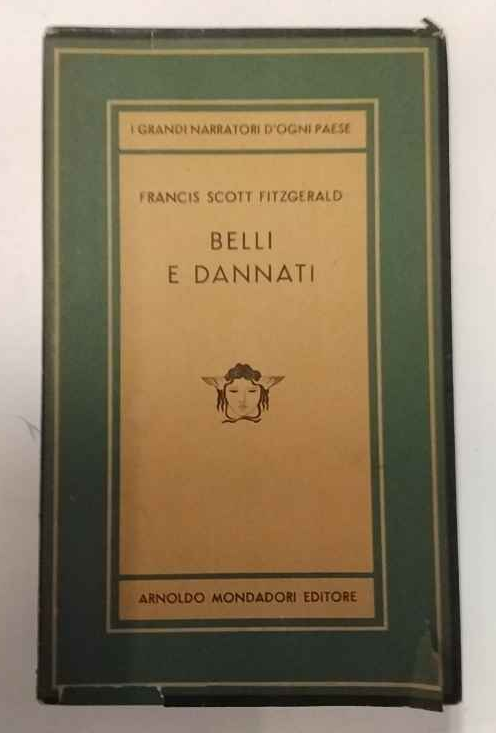 I GRANDI NARRATORI D'OGNI PAESE
FRANCIS SCOTT FITZGERALD
BELLI
E DANNATI
ARNOLDO MONDADORI EDITORE